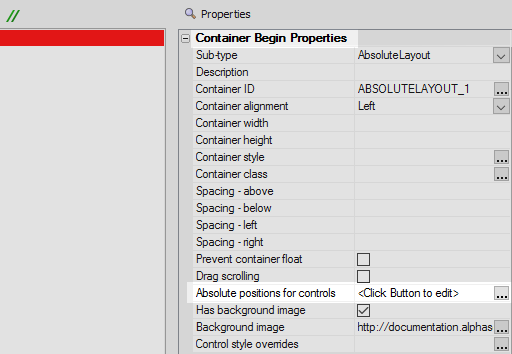 //
Properties
Container Begin Properties
Sub-type AbsoluteLayout
Description
Container ID ABSOLUTELAYOUT_1 ...
Container alignment Left
Container width
Container height
Container style ...
Container class ...
Spacing - above
Spacing - below
Spacing - left
Spacing - right
Prevent container float
Drag scrolling
Absolute positions for controls <Click Button to edit> ...
Has background image
Background image http://documentation.alphas ...
Control style overrides ...